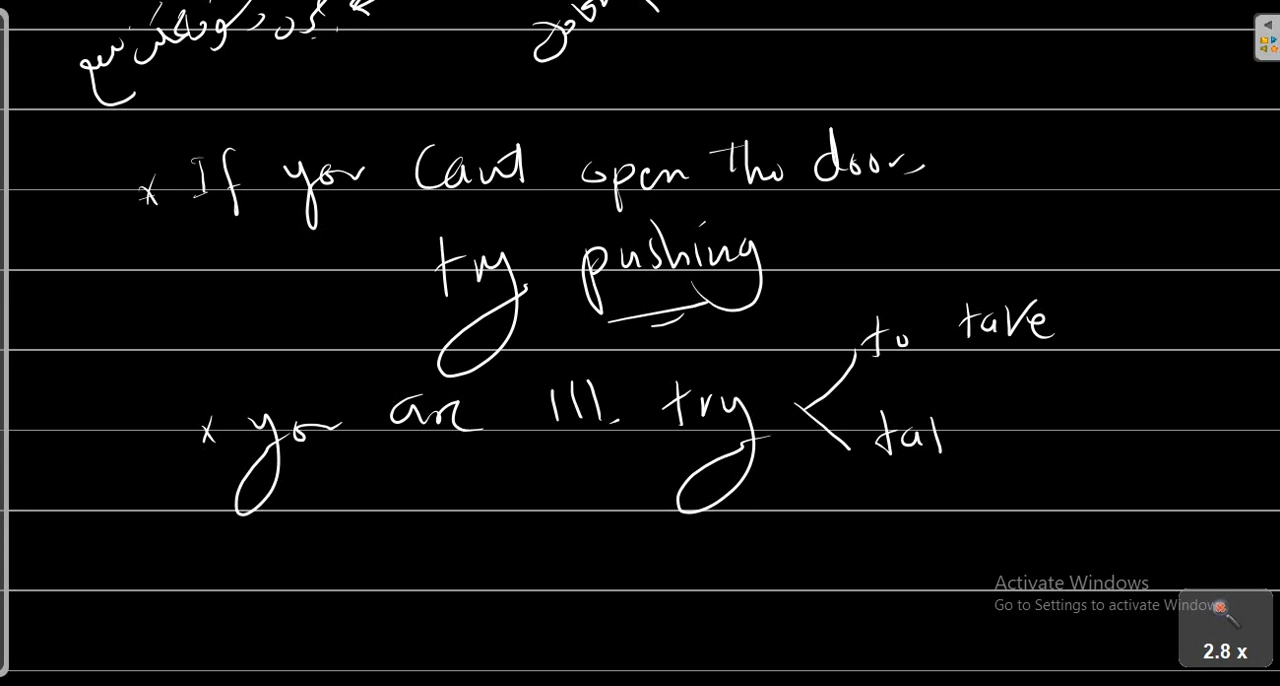 * If you can't open the door,
try pushing
to take
* you are Ill. try
tal
Activate Windows
Go to Settings to activate Windows
2.8 x